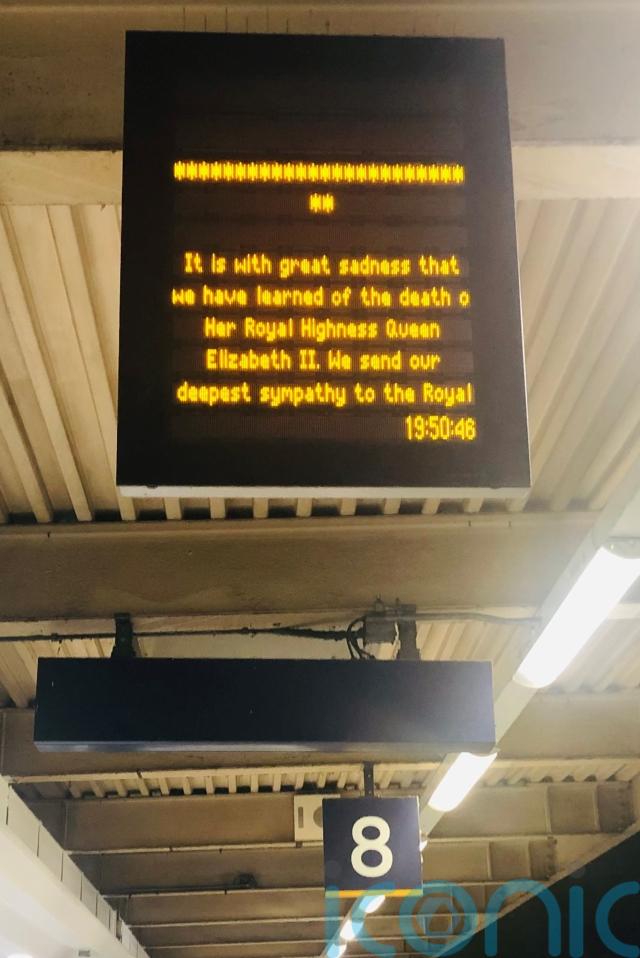 ************************
**
It is with great sadness that
we have learned of the death o
Her Royal Highness Queen
Elizabeth II. We send our
deepest sympathy to the Royal
19:50:46
8
iconic